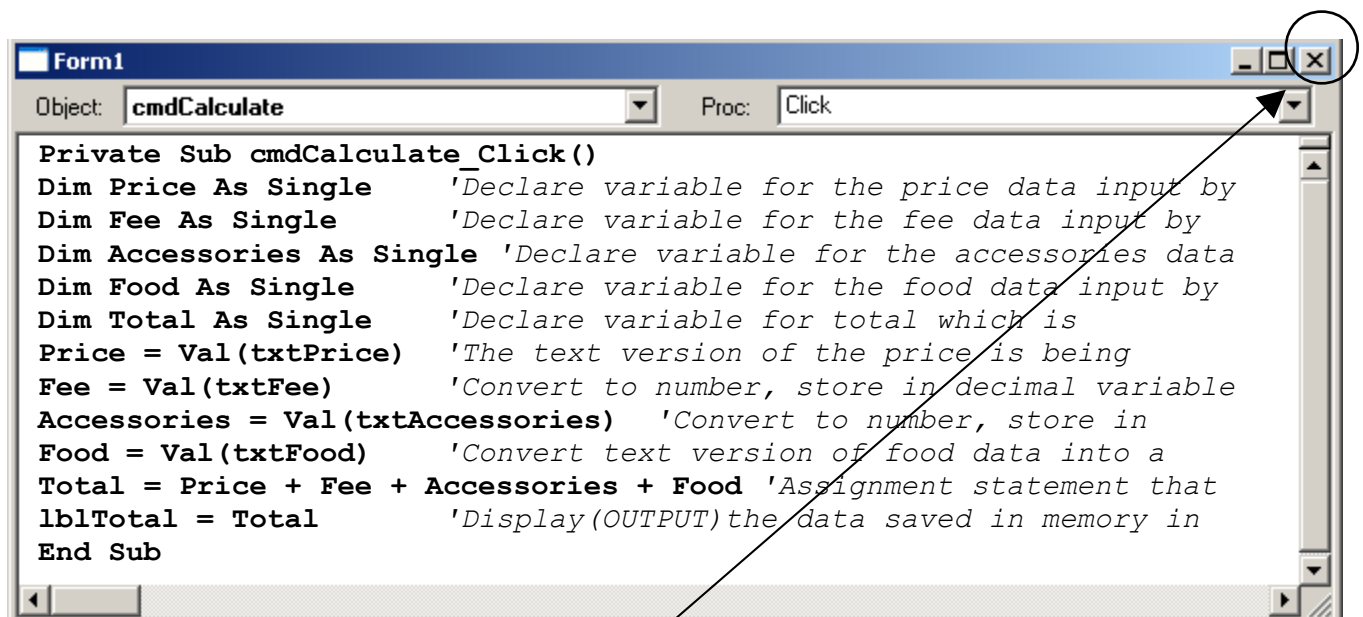 Form1
Object: cmdCalculate Proc: Click
Private Sub cmdCalculate_Click()
Dim Price As Single 'Declare variable for the price data input by
Dim Fee As Single 'Declare variable for the fee data input by
Dim Accessories As Single 'Declare variable for the accessories data
Dim Food As Single 'Declare variable for the food data input by
Dim Total As Single 'Declare variable for total which is
Price = Val(txtPrice) 'The text version of the price is being
Fee = Val(txtFee) 'Convert to number, store in decimal variable
Accessories = Val(txtAccessories) 'Convert to number, store in
Food = Val(txtFood) 'Convert text version of food data into a
Total = Price + Fee + Accessories + Food 'Assignment statement that
lblTotal = Total 'Display(OUTPUT)the data saved in memory in
End Sub